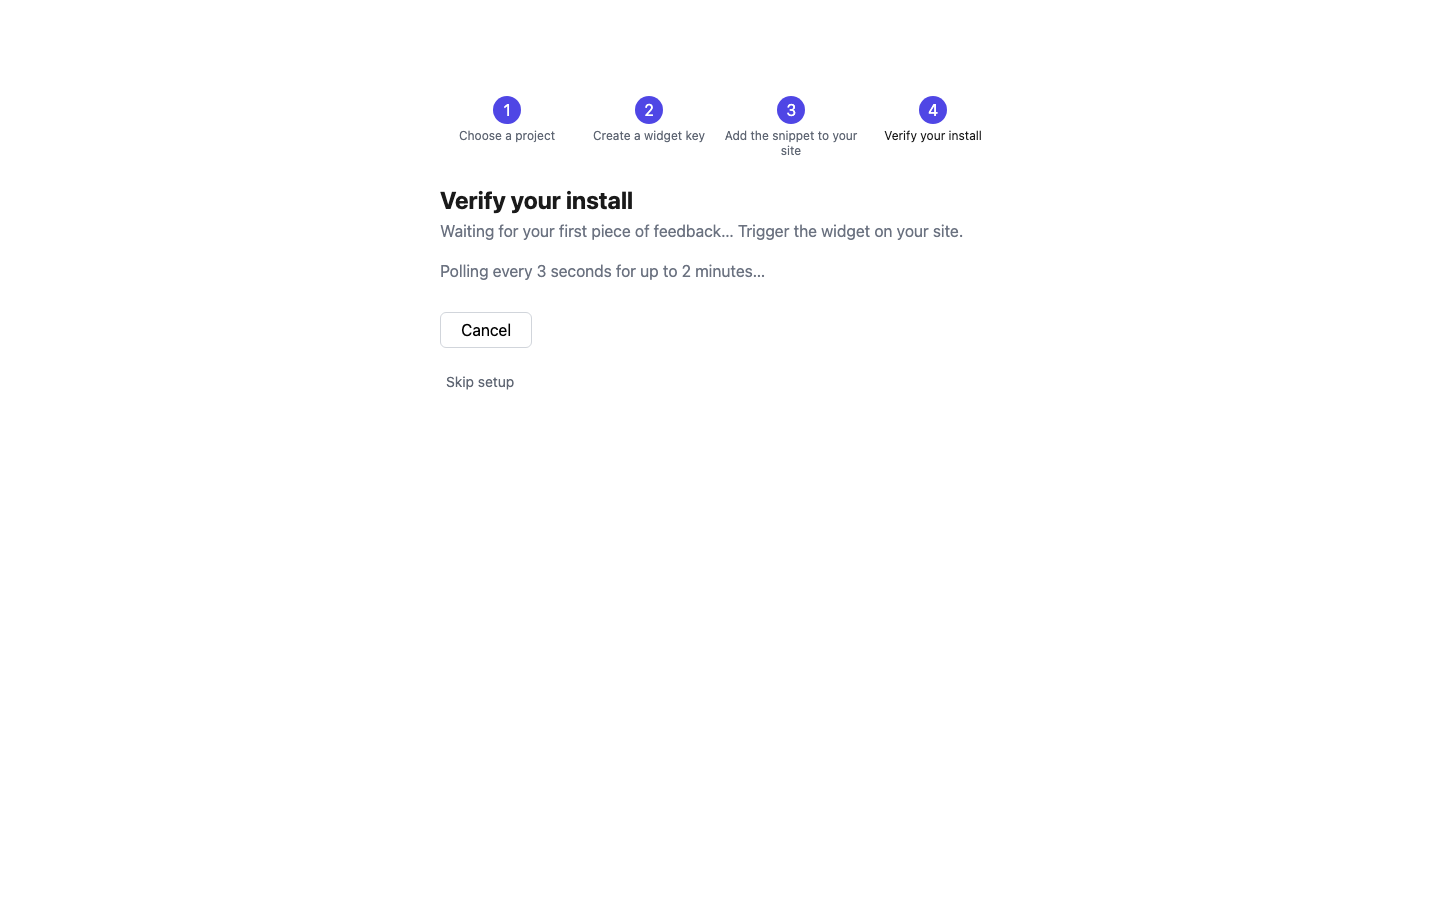 1
2
3
4
Choose a project
Create a widget key
Add the snippet to your
site
Verify your install
Verify your install
Waiting for your first piece of feedback... Trigger the widget on your site.
Polling every 3 seconds for up to 2 minutes...
Cancel
Skip setup